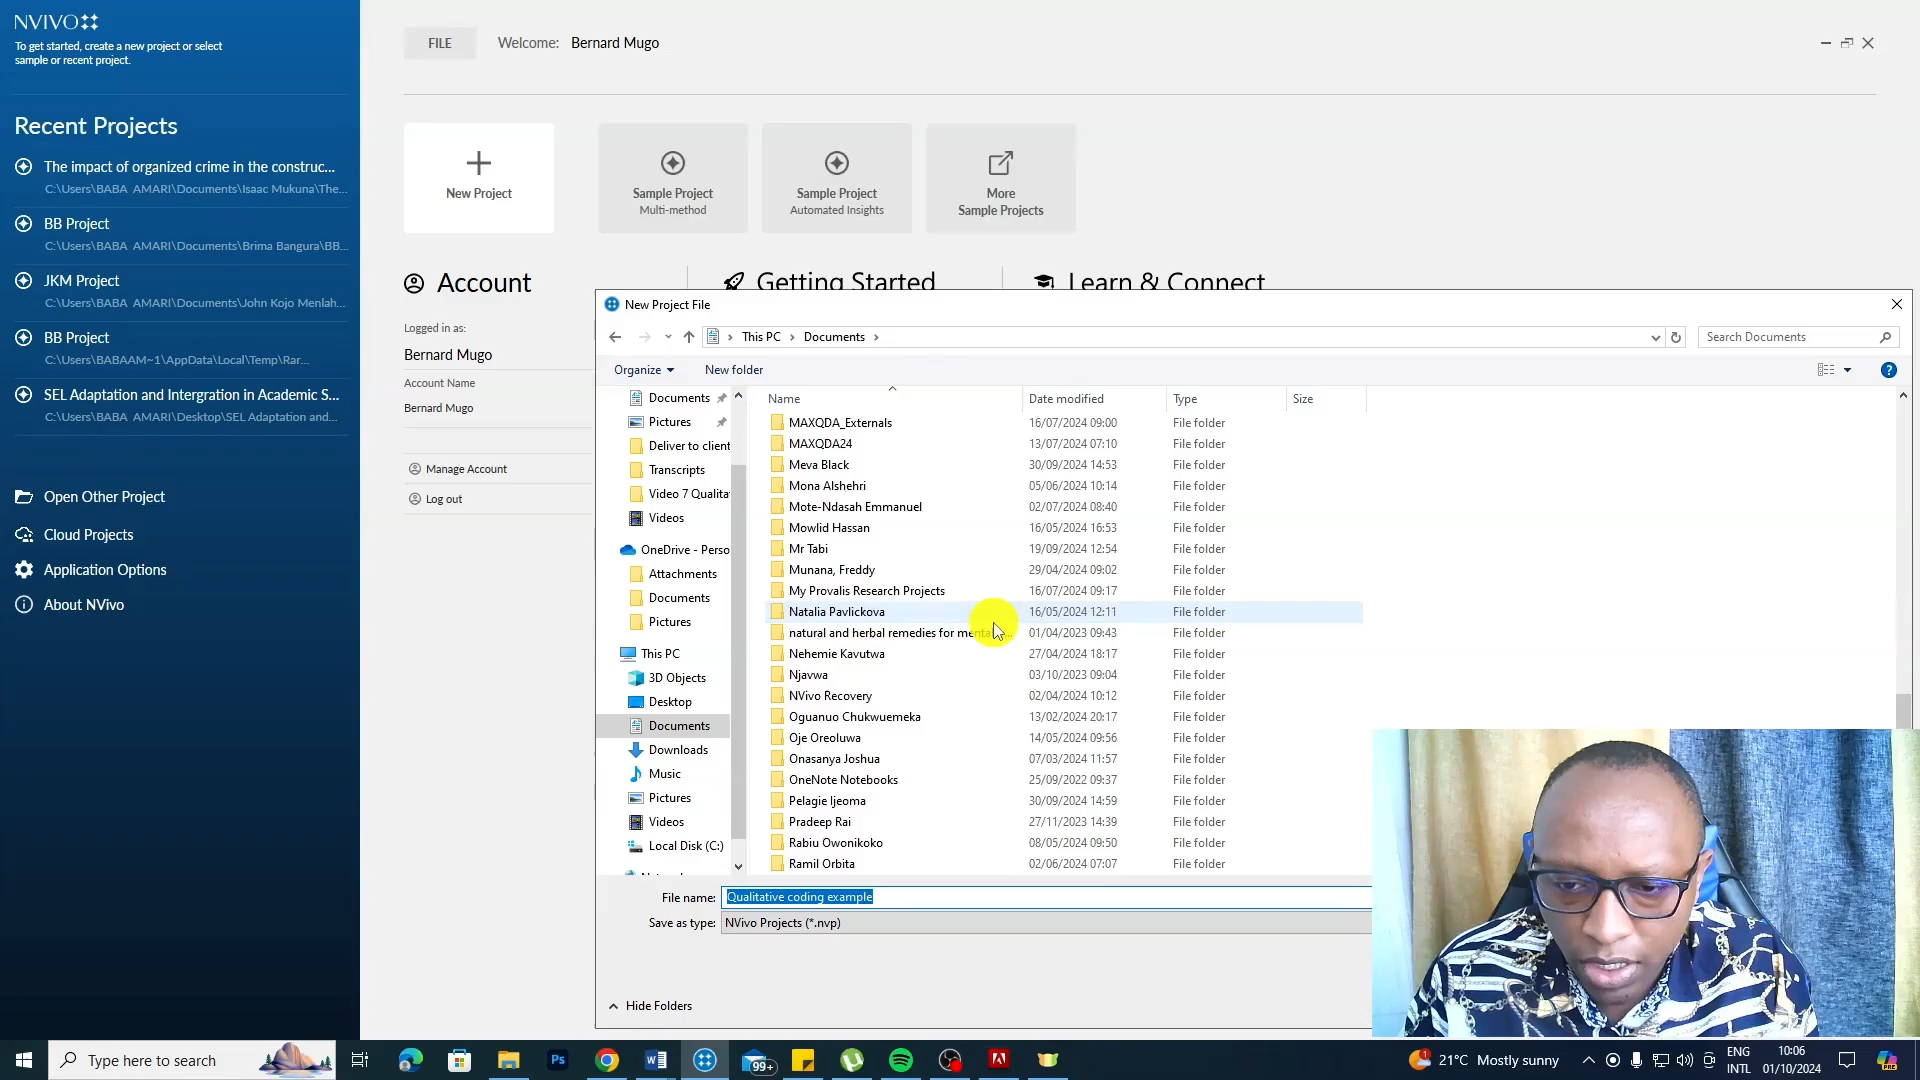 NVIVO
To get started, create a new project or select
sample or recent project.
Recent Projects
The impact of organized crime in the construc...
C:\Users\BABA AMARI\Documents\Isaac Mukuna\The...
BB Project
C:\Users\BABA AMARI\Documents\Brima Bangura\BB...
JKM Project
C:\Users\BABA AMARI\Documents\John Kojo Menlah...
BB Project
C:\Users\BABAAM~1\AppData\Local\Temp\Rar...
SEL Adaptation and Intergration in Academic S...
C:\Users\BABA AMARI\Desktop\SEL Adaptation and...
Open Other Project
Cloud Projects
Application Options
About NVivo
FILE
Welcome: Bernard Mugo
New Project
Sample Project
Multi-method
Sample Project
Automated Insights
More
Sample Projects
Account
Getting Started
Learn & Connect
Logged in as:
Bernard Mugo
Account Name
Bernard Mugo
Manage Account
Log out
New Project File
This PC > Documents >
Search Documents
Organize
New folder
Documents
Pictures
Deliver to client
Transcripts
Video 7 Qualita
Videos
OneDrive - Perso
Attachments
Documents
Pictures
This PC
3D Objects
Desktop
Documents
Downloads
Music
Pictures
Videos
Local Disk (C:)
Name Date modified Type Size
MAXQDA_Externals 16/07/2024 09:00 File folder
MAXQDA24 13/07/2024 07:10 File folder
Meva Black 30/09/2024 14:53 File folder
Mona Alshehri 05/06/2024 10:14 File folder
Mote-Ndasah Emmanuel 02/07/2024 08:40 File folder
Mowlid Hassan 16/05/2024 16:53 File folder
Mr Tabi 19/09/2024 12:54 File folder
Munana, Freddy 29/04/2024 09:02 File folder
My Provalis Research Projects 16/07/2024 09:17 File folder
Natalia Pavlickova 16/05/2024 12:11 File folder
natural and herbal remedies for menta... 01/04/2023 09:43 File folder
Nehemie Kavutwa 27/04/2024 18:17 File folder
Njavwa 03/10/2023 09:04 File folder
NVivo Recovery 02/04/2024 10:12 File folder
Oguanuo Chukwuemeka 13/02/2024 20:17 File folder
Oje Oreoluwa 14/05/2024 09:56 File folder
Onasanya Joshua 07/03/2024 11:57 File folder
OneNote Notebooks 25/09/2022 09:37 File folder
Pelagie Ijeoma 30/09/2024 14:59 File folder
Pradeep Rai 27/11/2023 14:39 File folder
Rabiu Owonikoko 08/05/2024 09:50 File folder
Ramil Orbita 02/06/2024 07:07 File folder
File name: Qualitative coding example
Save as type: NVivo Projects (*.nvp)
Hide Folders
Type here to search
Ps
99+
21°C Mostly sunny
ENG
INTL
10:06
01/10/2024
PRE